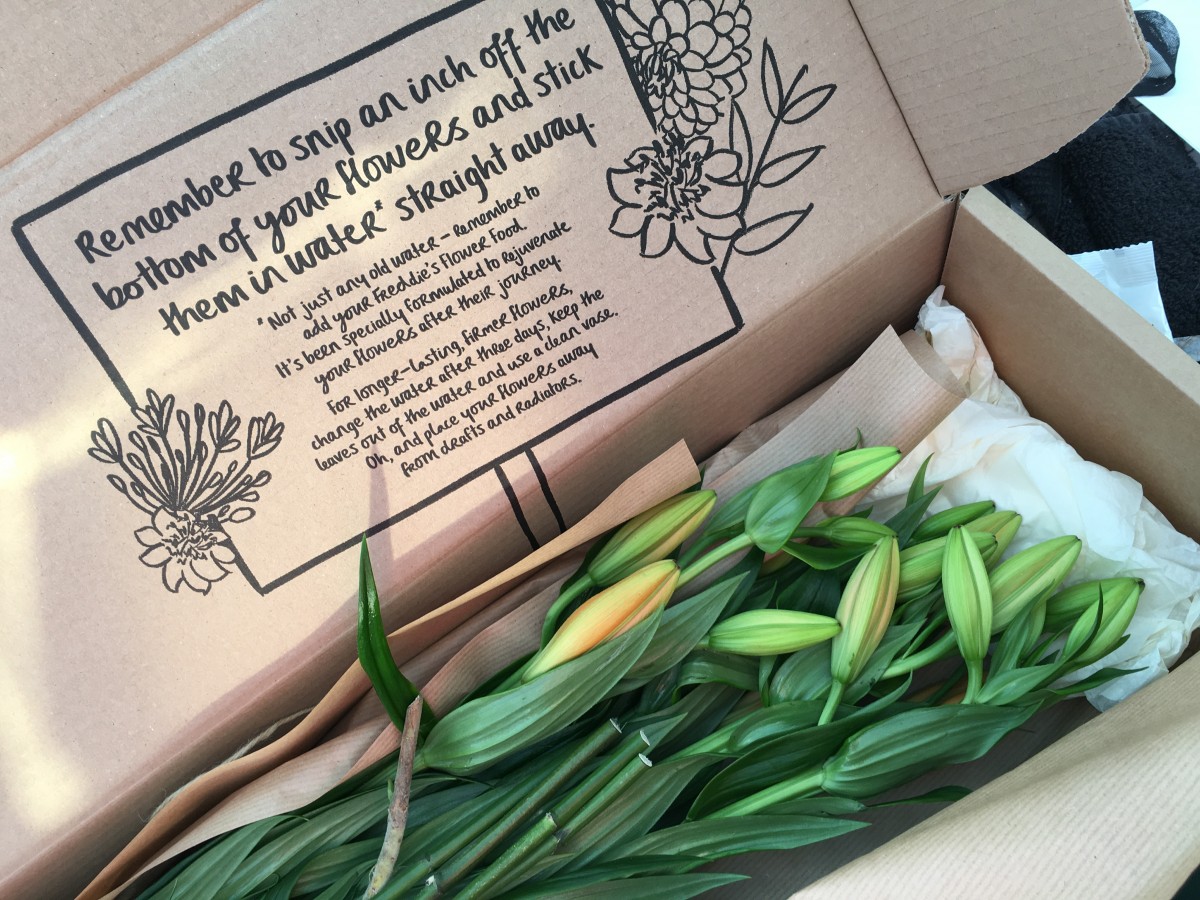 Remember to snip an inch off the
bottom of your flowers and stick
them in water* straight away.
*Not just any old water – remember to
add your Freddie's Flower Food.
It's been specially formulated to rejuvenate
your flowers after their journey.
For longer-lasting, firmer flowers,
change the water after three days, keep the
leaves out of the water and use a clean vase.
Oh, and place your flowers away
from drafts and radiators.